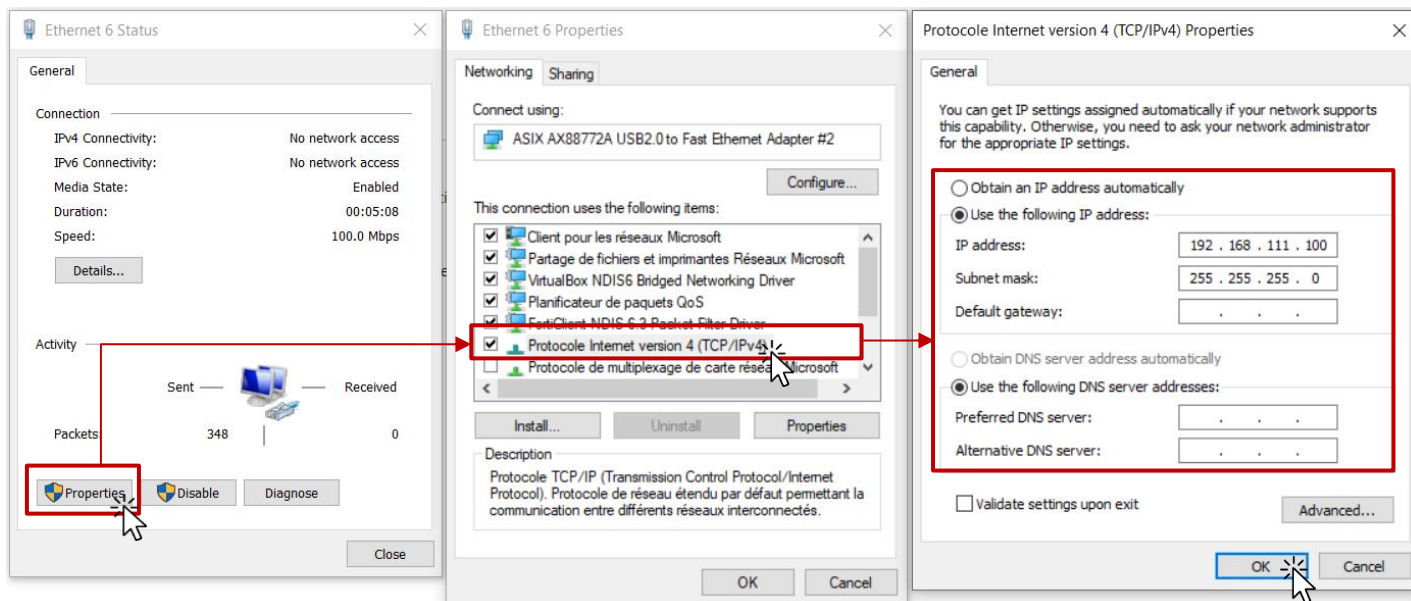 Ethernet 6 Status
General
Connection
IPv4 Connectivity: No network access
IPv6 Connectivity: No network access
Media State: Enabled
Duration: 00:05:08
Speed: 100.0 Mbps
Details...
Activity
Sent Received
Packets: 348 0
Properties Disable Diagnose
Close
Ethernet 6 Properties
Networking Sharing
Connect using:
ASIX AX88772A USB2.0 to Fast Ethernet Adapter #2
Configure...
This connection uses the following items:
Client pour les réseaux Microsoft
Partage de fichiers et imprimantes Réseaux Microsoft
VirtualBox NDIS6 Bridged Networking Driver
Planificateur de paquets QoS
FortiClient NDIS 6.3 Packet Filter Driver
Protocole Internet version 4 (TCP/IPv4)
Protocole de multiplexage de carte réseau Microsoft
Install... Uninstall Properties
Description
Protocole TCP/IP (Transmission Control Protocol/Internet
Protocol). Protocole de réseau étendu par défaut permettant la
communication entre différents réseaux interconnectés.
OK Cancel
Protocole Internet version 4 (TCP/IPv4) Properties
General
You can get IP settings assigned automatically if your network supports
this capability. Otherwise, you need to ask your network administrator
for the appropriate IP settings.
Obtain an IP address automatically
Use the following IP address:
IP address: 192 . 168 . 111 . 100
Subnet mask: 255 . 255 . 255 . 0
Default gateway: . . .
Obtain DNS server address automatically
Use the following DNS server addresses:
Preferred DNS server: . . .
Alternative DNS server: . . .
Validate settings upon exit
Advanced...
OK Cancel